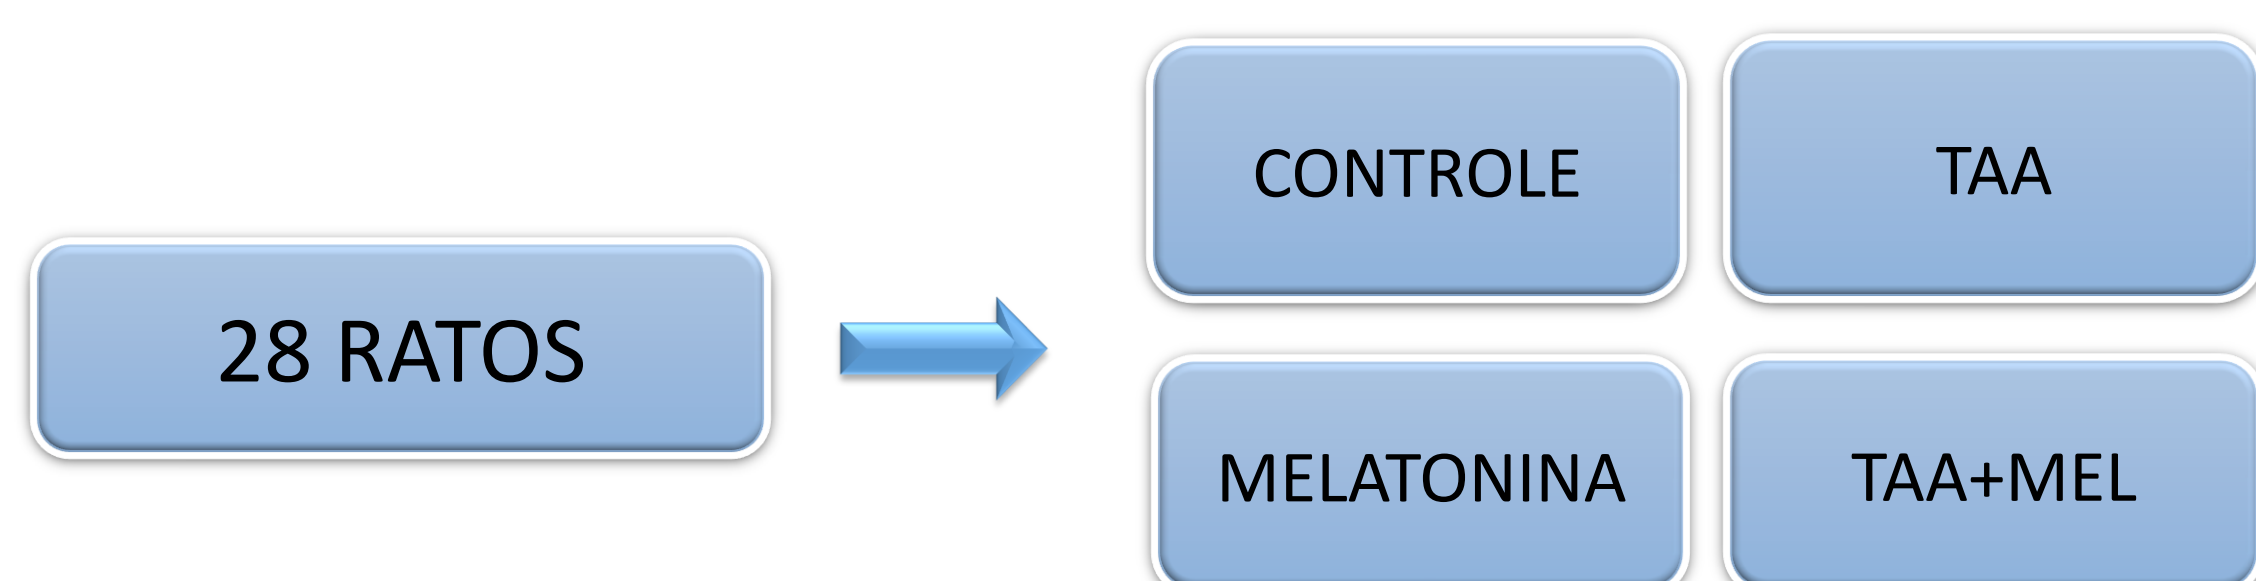 28 RATOS
CONTROLE
TAA
MELATONINA
TAA+MEL